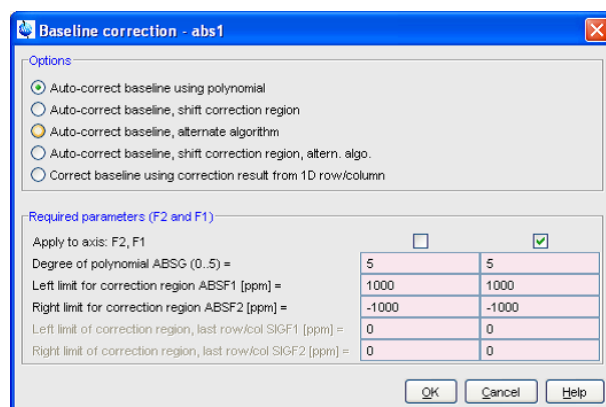 Baseline correction - abs1
Options
Auto-correct baseline using polynomial
Auto-correct baseline, shift correction region
Auto-correct baseline, alternate algorithm
Auto-correct baseline, shift correction region, altern. algo.
Correct baseline using correction result from 1D row/column
Required parameters (F2 and F1)
Apply to axis: F2, F1
Degree of polynomial ABSG (0..5) = 5 5
Left limit for correction region ABSF1 [ppm] = 1000 1000
Right limit for correction region ABSF2 [ppm] = -1000 -1000
Left limit of correction region, last row/col SIGF1 [ppm] = 0 0
Right limit of correction region, last row/col SIGF2 [ppm] = 0 0
OK Cancel Help